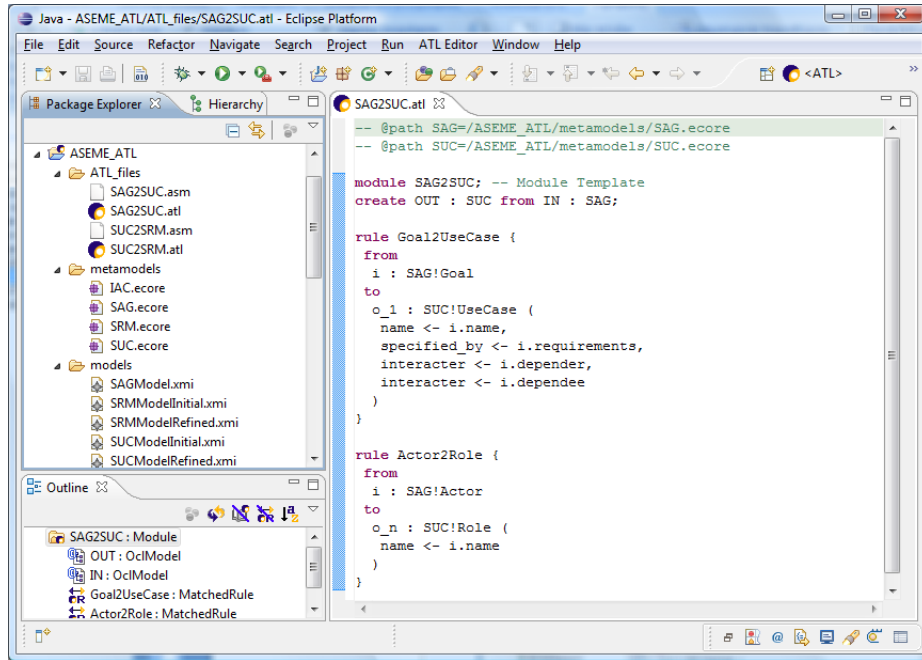 Java - ASEME_ATL/ATL_files/SAG2SUC.atl - Eclipse Platform
File Edit Source Refactor Navigate Search Project Run ATL Editor Window Help
<ATL>
Package Explorer
Hierarchy
ASEME_ATL
ATL_files
SAG2SUC.asm
SAG2SUC.atl
SUC2SRM.asm
SUC2SRM.atl
metamodels
IAC.ecore
SAG.ecore
SRM.ecore
SUC.ecore
models
SAGModel.xmi
SRMModelInitial.xmi
SRMModelRefined.xmi
SUCModelInitial.xmi
SUCModelRefined.xmi
Outline
SAG2SUC : Module
OUT : OclModel
IN : OclModel
Goal2UseCase : MatchedRule
Actor2Role : MatchedRule
SAG2SUC.atl
-- @path SAG=/ASEME_ATL/metamodels/SAG.ecore
-- @path SUC=/ASEME_ATL/metamodels/SUC.ecore
module SAG2SUC; -- Module Template
create OUT : SUC from IN : SAG;
rule Goal2UseCase {
from
i : SAG!Goal
to
o_1 : SUC!UseCase (
name <- i.name,
specified_by <- i.requirements,
interacter <- i.depender,
interacter <- i.dependee
)
}
rule Actor2Role {
from
i : SAG!Actor
to
o_n : SUC!Role (
name <- i.name
)
}